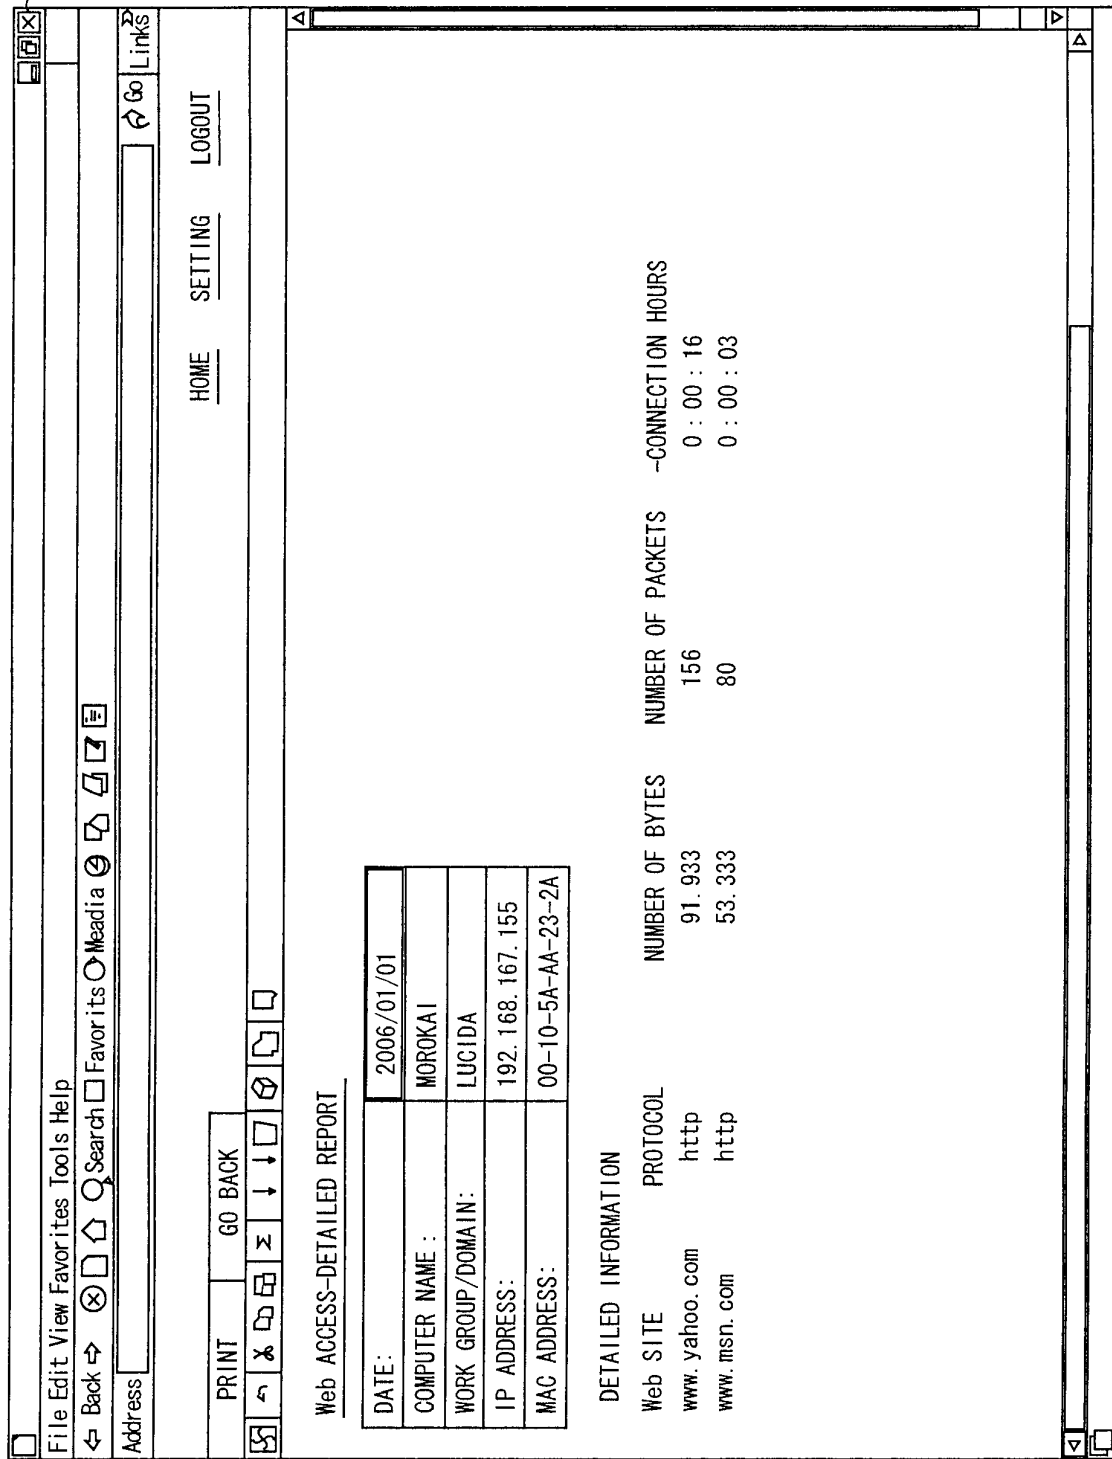 File Edit View Favorites Tools Help
Back Search Favorits Meadia
Address Go Links
HOME SETTING LOGOUT
PRINT GO BACK
Web ACCESS-DETAILED REPORT
DATE: 2006/01/01
COMPUTER NAME: MOROKAI
WORK GROUP/DOMAIN: LUCIDA
IP ADDRESS: 192.168.167.155
MAC ADDRESS: 00-10-5A-AA-23-2A
DETAILED INFORMATION
Web SITE PROTOCOL NUMBER OF BYTES NUMBER OF PACKETS ~CONNECTION HOURS
www.yahoo.com http 91.933 156 0:00:16
www.msn.com http 53.333 80 0:00:03